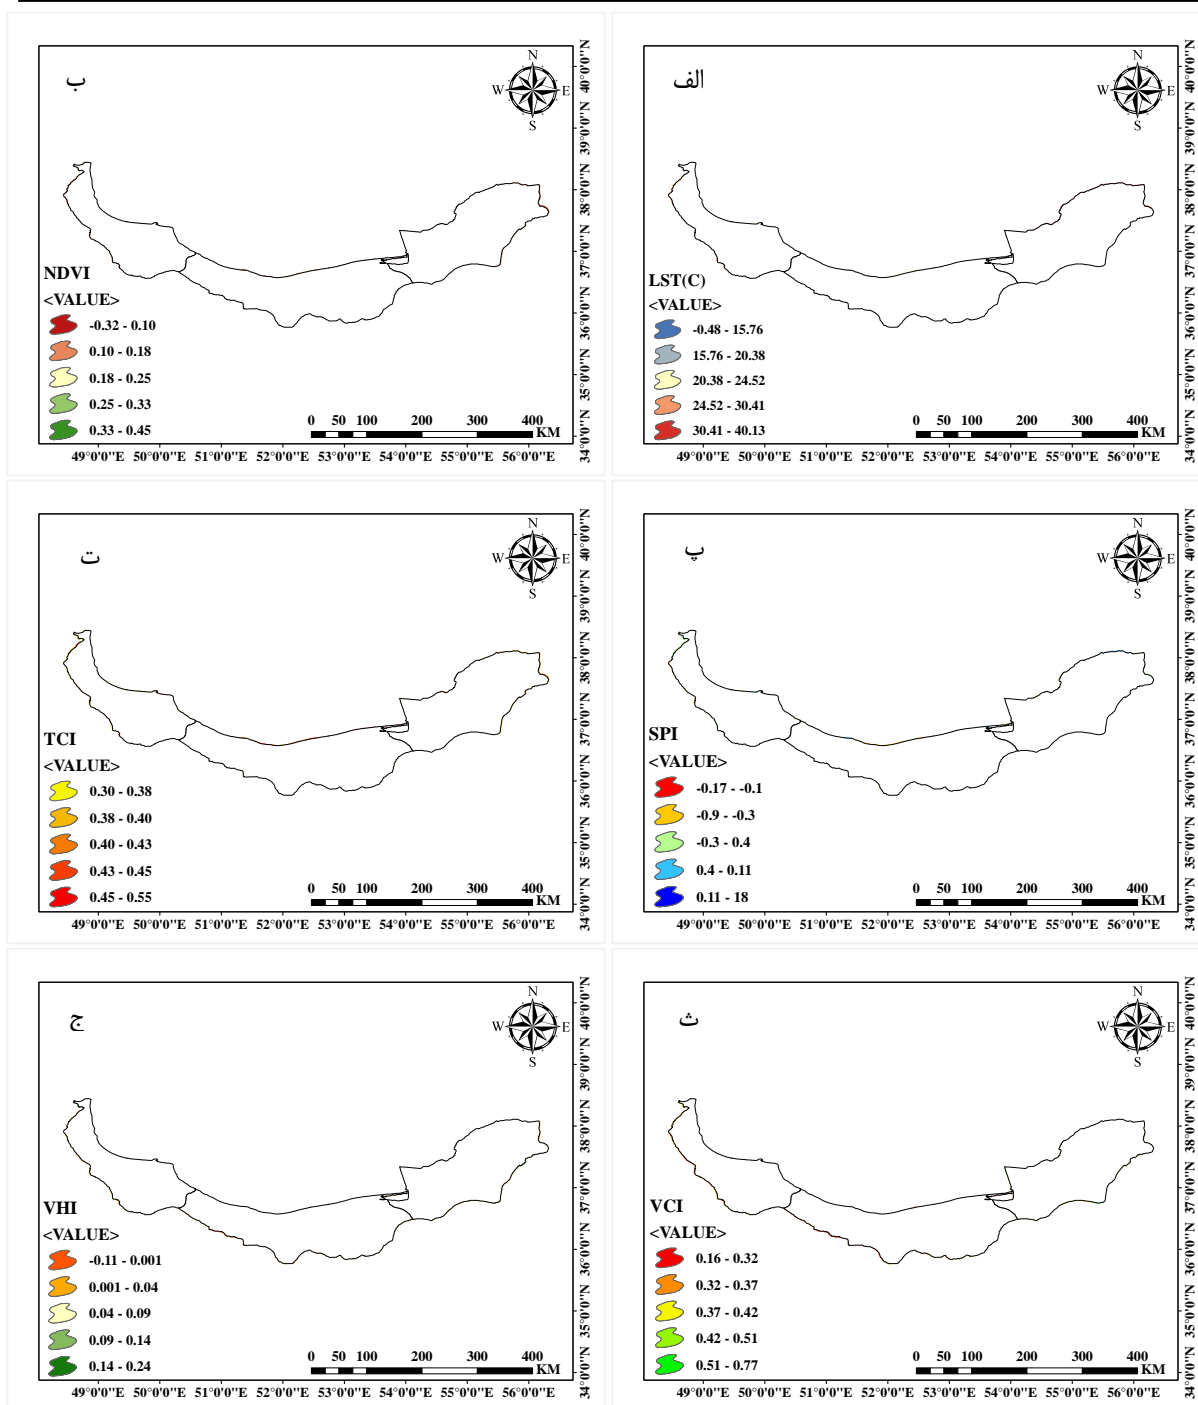 الف
N
W E
S
LST(C)
<VALUE>
-0.48 - 15.76
15.76 - 20.38
20.38 - 24.52
24.52 - 30.41
30.41 - 40.13
0 50 100 200 300 400
KM
49°0'0"E 50°0'0"E 51°0'0"E 52°0'0"E 53°0'0"E 54°0'0"E 55°0'0"E 56°0'0"E
34°0'0"N 35°0'0"N 36°0'0"N 37°0'0"N 38°0'0"N 39°0'0"N 40°0'0"N
ب
N
W E
S
NDVI
<VALUE>
-0.32 - 0.10
0.10 - 0.18
0.18 - 0.25
0.25 - 0.33
0.33 - 0.45
0 50 100 200 300 400
KM
49°0'0"E 50°0'0"E 51°0'0"E 52°0'0"E 53°0'0"E 54°0'0"E 55°0'0"E 56°0'0"E
34°0'0"N 35°0'0"N 36°0'0"N 37°0'0"N 38°0'0"N 39°0'0"N 40°0'0"N
پ
N
W E
S
SPI
<VALUE>
-0.17 - -0.1
-0.9 - -0.3
-0.3 - 0.4
0.4 - 0.11
0.11 - 18
0 50 100 200 300 400
KM
49°0'0"E 50°0'0"E 51°0'0"E 52°0'0"E 53°0'0"E 54°0'0"E 55°0'0"E 56°0'0"E
34°0'0"N 35°0'0"N 36°0'0"N 37°0'0"N 38°0'0"N 39°0'0"N 40°0'0"N
ت
N
W E
S
TCI
<VALUE>
0.30 - 0.38
0.38 - 0.40
0.40 - 0.43
0.43 - 0.45
0.45 - 0.55
0 50 100 200 300 400
KM
49°0'0"E 50°0'0"E 51°0'0"E 52°0'0"E 53°0'0"E 54°0'0"E 55°0'0"E 56°0'0"E
34°0'0"N 35°0'0"N 36°0'0"N 37°0'0"N 38°0'0"N 39°0'0"N 40°0'0"N
ث
N
W E
S
VCI
<VALUE>
0.16 - 0.32
0.32 - 0.37
0.37 - 0.42
0.42 - 0.51
0.51 - 0.77
0 50 100 200 300 400
KM
49°0'0"E 50°0'0"E 51°0'0"E 52°0'0"E 53°0'0"E 54°0'0"E 55°0'0"E 56°0'0"E
34°0'0"N 35°0'0"N 36°0'0"N 37°0'0"N 38°0'0"N 39°0'0"N 40°0'0"N
ج
N
W E
S
VHI
<VALUE>
-0.11 - 0.001
0.001 - 0.04
0.04 - 0.09
0.09 - 0.14
0.14 - 0.24
0 50 100 200 300 400
KM
49°0'0"E 50°0'0"E 51°0'0"E 52°0'0"E 53°0'0"E 54°0'0"E 55°0'0"E 56°0'0"E
34°0'0"N 35°0'0"N 36°0'0"N 37°0'0"N 38°0'0"N 39°0'0"N 40°0'0"N